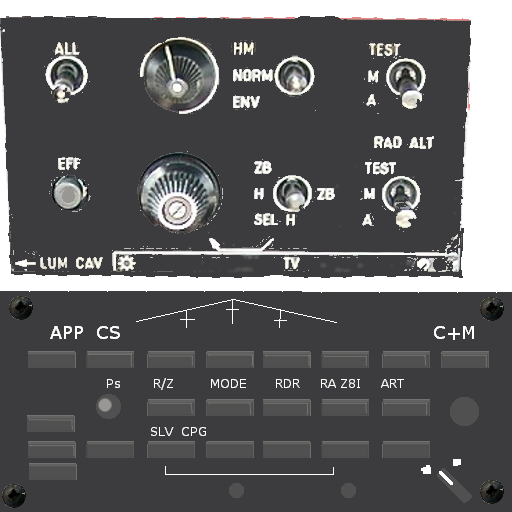 ALL HM TEST
NORM M
ENV A
RAD ALT
EFF ZB TEST
H ZB M
SEL H A
LUM CAV TV
APP CS C+M
Ps R/Z MODE RDR RA Z8I ART
SLV CPG